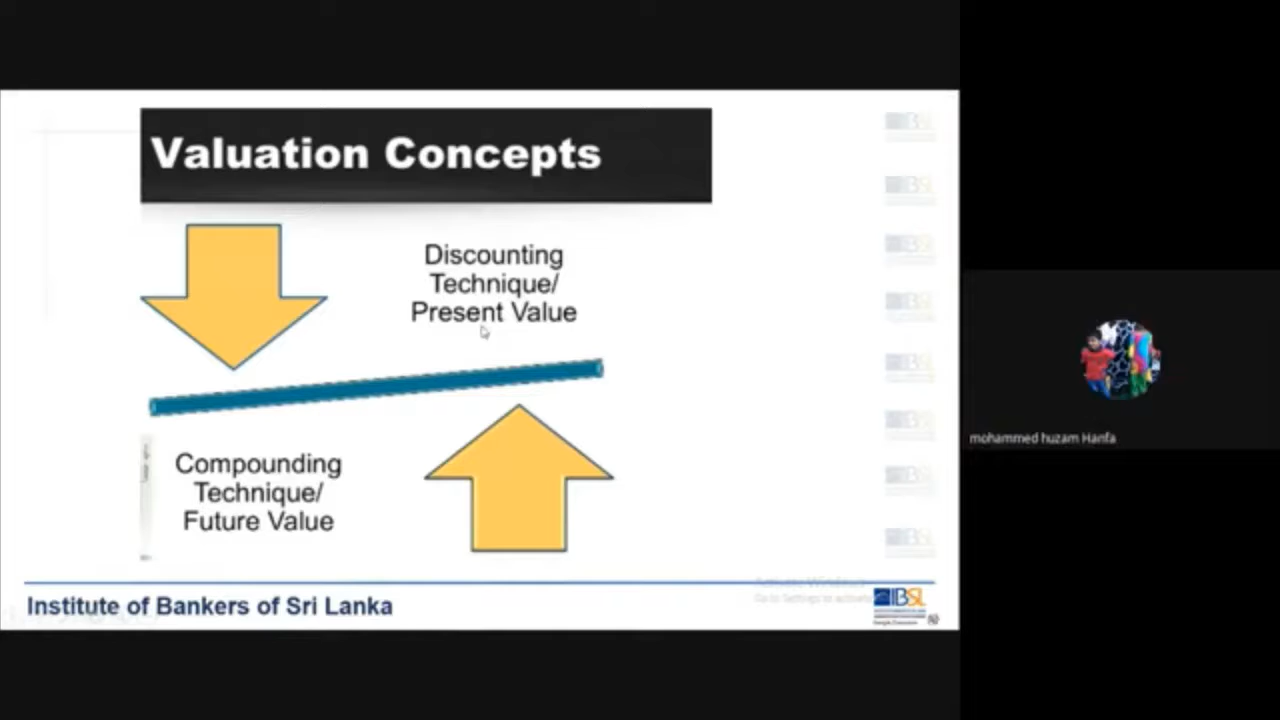 Valuation Concepts
Discounting
Technique/
Present Value
Compounding
Technique/
Future Value
Institute of Bankers of Sri Lanka
IBSL
mohammed huzam Hanfa